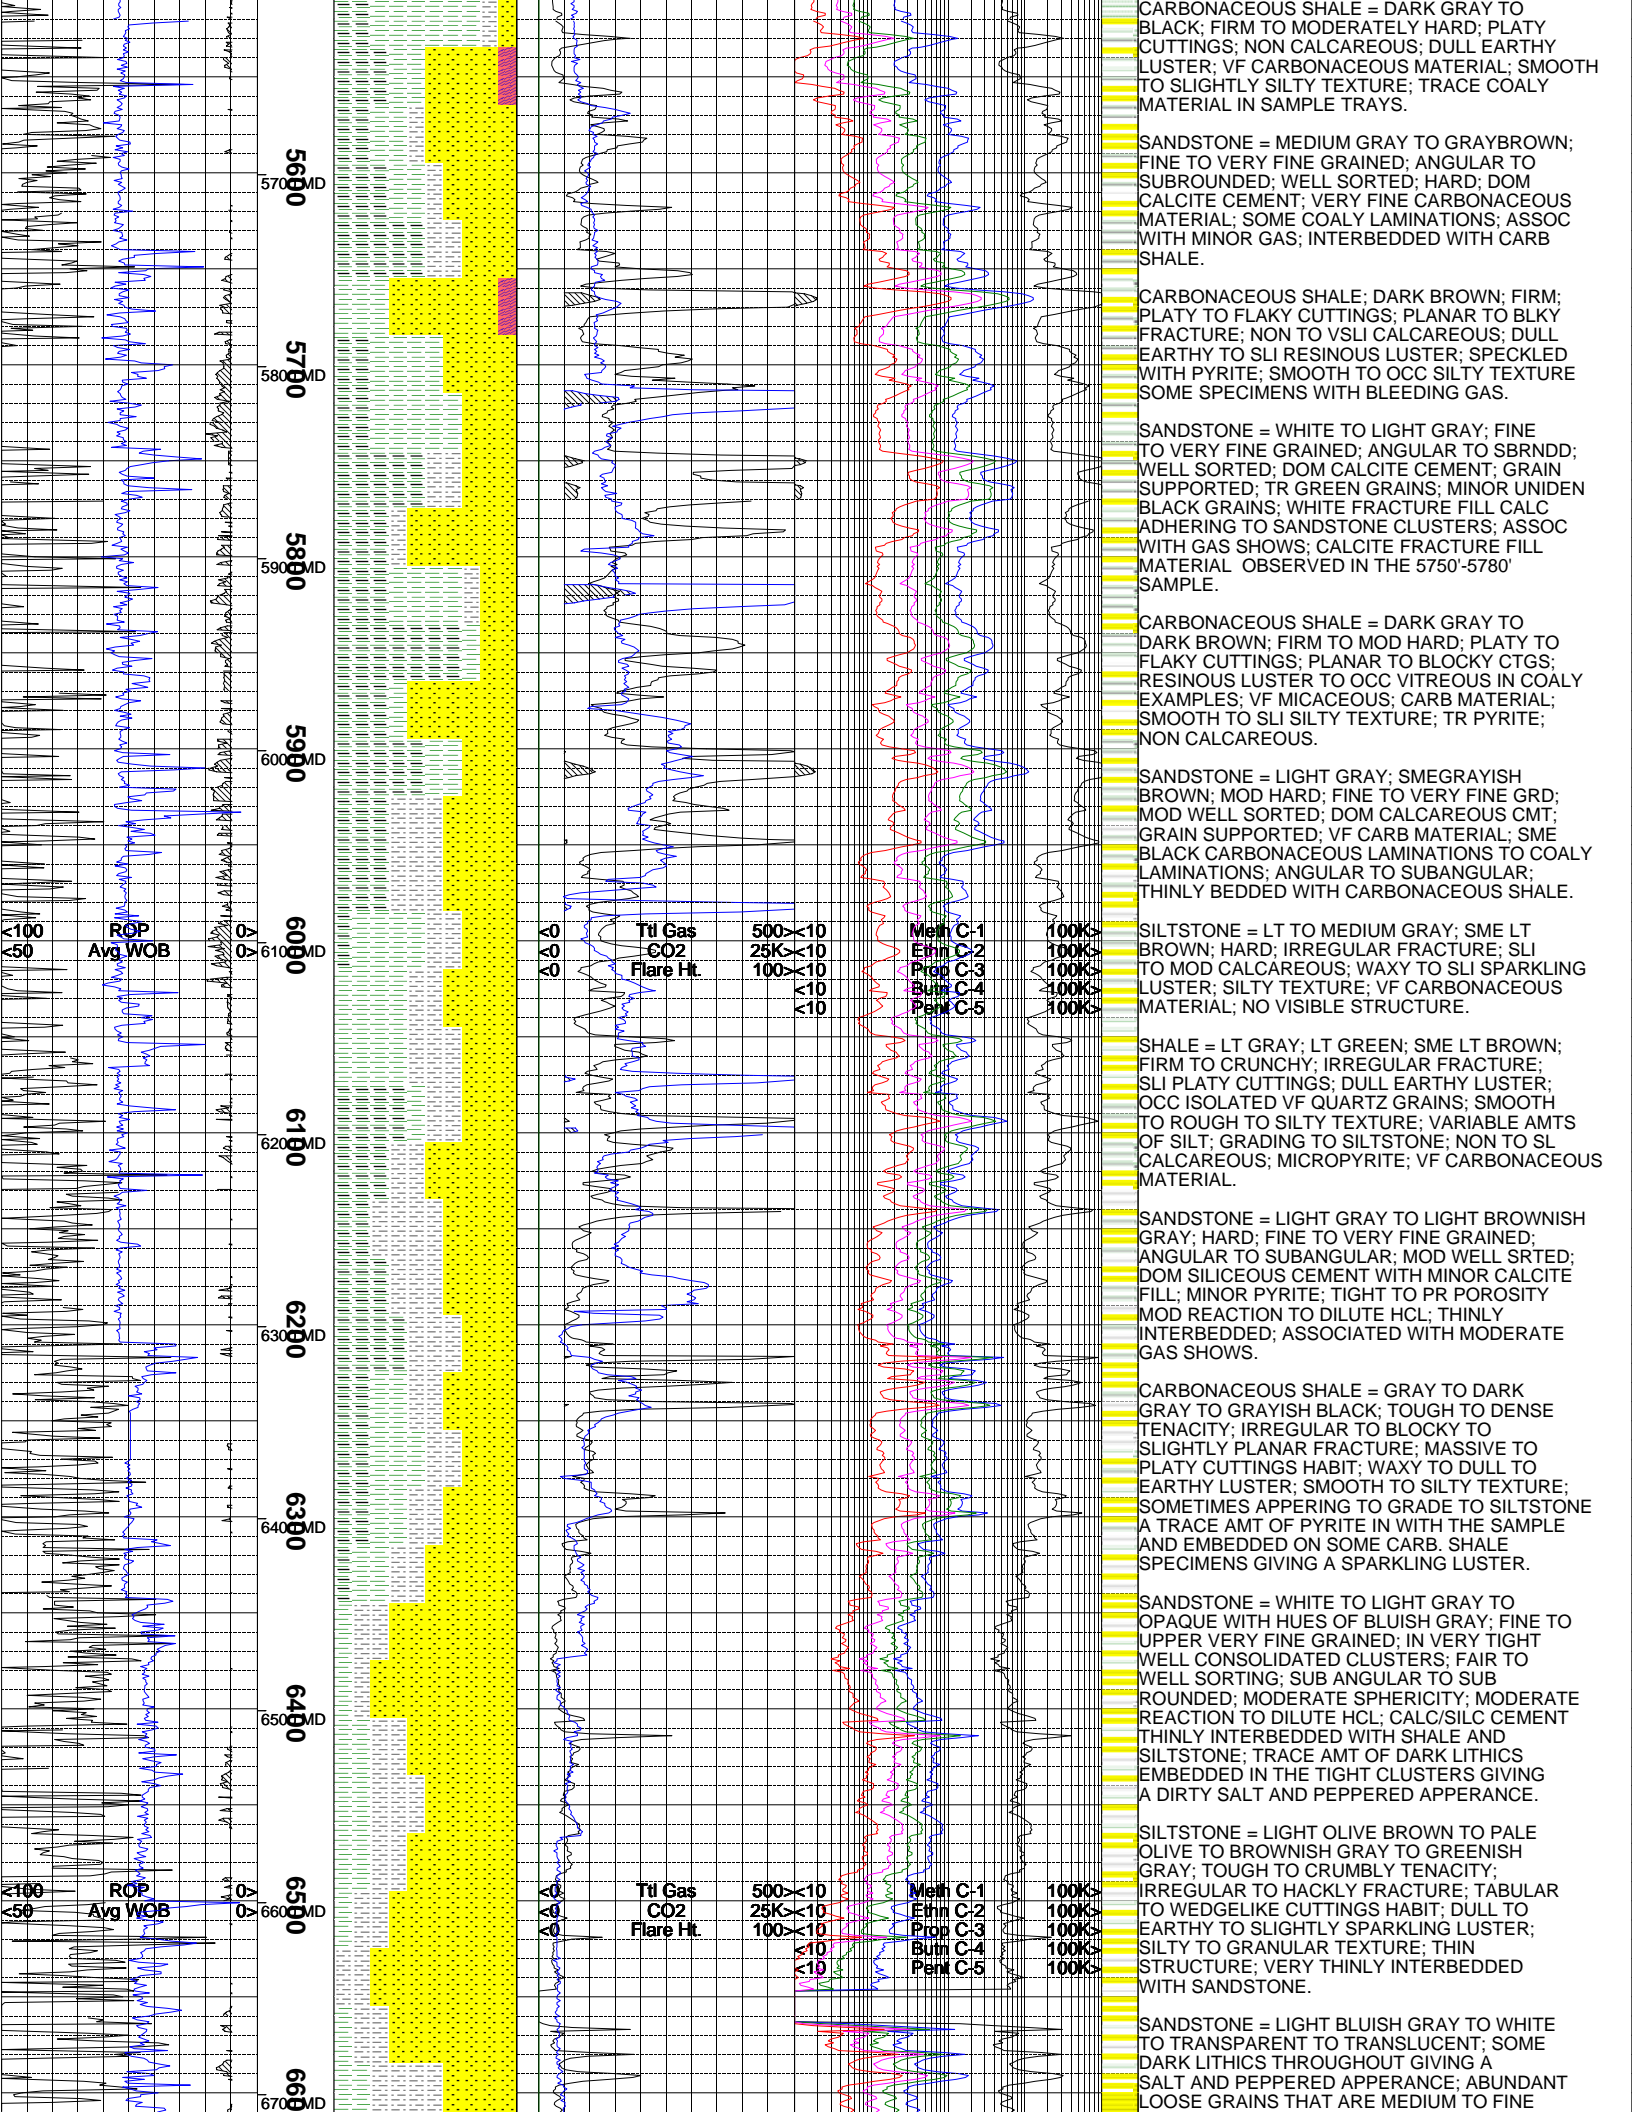 CARBONACEOUS SHALE = DARK GRAY TO
BLACK; FIRM TO MODERATELY HARD; PLATY
CUTTINGS; NON CALCAREOUS; DULL EARTHY
LUSTER; VF CARBONACEOUS MATERIAL; SMOOTH
TO SLIGHTLY SILTY TEXTURE; TRACE COALY
MATERIAL IN SAMPLE TRAYS.
SANDSTONE = MEDIUM GRAY TO GRAYBROWN;
FINE TO VERY FINE GRAINED; ANGULAR TO
SUBROUNDED; WELL SORTED; HARD; DOM
CALCITE CEMENT; VERY FINE CARBONACEOUS
MATERIAL; SOME COALY LAMINATIONS; ASSOC
WITH MINOR GAS; INTERBEDDED WITH CARB
SHALE.
5600
5700 MD
CARBONACEOUS SHALE; DARK BROWN; FIRM;
PLATY TO FLAKY CUTTINGS; PLANAR TO BLKY
FRACTURE; NON TO VSLI CALCAREOUS; DULL
EARTHY TO SLI RESINOUS LUSTER; SPECKLED
WITH PYRITE; SMOOTH TO OCC SILTY TEXTURE
SOME SPECIMENS WITH BLEEDING GAS.
5700
5800 MD
SANDSTONE = WHITE TO LIGHT GRAY; FINE
TO VERY FINE GRAINED; ANGULAR TO SBRNDD;
WELL SORTED; DOM CALCITE CEMENT; GRAIN
SUPPORTED; TR GREEN GRAINS; MINOR UNIDEN
BLACK GRAINS; WHITE FRACTURE FILL CALC
ADHERING TO SANDSTONE CLUSTERS; ASSOC
WITH GAS SHOWS; CALCITE FRACTURE FILL
MATERIAL OBSERVED IN THE 5750'-5780'
SAMPLE.
5800
5900 MD
CARBONACEOUS SHALE = DARK GRAY TO
DARK BROWN; FIRM TO MOD HARD; PLATY TO
FLAKY CUTTINGS; PLANAR TO BLOCKY CTGS;
RESINOUS LUSTER TO OCC VITREOUS IN COALY
EXAMPLES; VF MICACEOUS; CARB MATERIAL;
SMOOTH TO SLI SILTY TEXTURE; TR PYRITE;
NON CALCAREOUS.
5900
6000 MD
SANDSTONE = LIGHT GRAY; SMEGRAYISH
BROWN; MOD HARD; FINE TO VERY FINE GRD;
MOD WELL SORTED; DOM CALCAREOUS CMT;
GRAIN SUPPORTED; VF CARB MATERIAL; SME
BLACK CARBONACEOUS LAMINATIONS TO COALY
LAMINATIONS; ANGULAR TO SUBANGULAR;
THINLY BEDDED WITH CARBONACEOUS SHALE.
<100 ROP 0> <0 Ttl Gas 500> <10 Meth C-1 100K>
<50 Avg WOB 0> <0 CO2 25K> <10 Ethn C-2 100K>
<0 Flare Ht. 100> <10 Prop C-3 100K>
<10 Butn C-4 100K>
<10 Pent C-5 100K>
6000
6100 MD
SILTSTONE = LT TO MEDIUM GRAY; SME LT
BROWN; HARD; IRREGULAR FRACTURE; SLI
TO MOD CALCAREOUS; WAXY TO SLI SPARKLING
LUSTER; SILTY TEXTURE; VF CARBONACEOUS
MATERIAL; NO VISIBLE STRUCTURE.
SHALE = LT GRAY; LT GREEN; SME LT BROWN;
FIRM TO CRUNCHY; IRREGULAR FRACTURE;
SLI PLATY CUTTINGS; DULL EARTHY LUSTER;
OCC ISOLATED VF QUARTZ GRAINS; SMOOTH
TO ROUGH TO SILTY TEXTURE; VARIABLE AMTS
OF SILT; GRADING TO SILTSTONE; NON TO SL
CALCAREOUS; MICROPYRITE; VF CARBONACEOUS
MATERIAL.
6100
6200 MD
SANDSTONE = LIGHT GRAY TO LIGHT BROWNISH
GRAY; HARD; FINE TO VERY FINE GRAINED;
ANGULAR TO SUBANGULAR; MOD WELL SRTED;
DOM SILICEOUS CEMENT WITH MINOR CALCITE
FILL; MINOR PYRITE; TIGHT TO PR POROSITY
MOD REACTION TO DILUTE HCL; THINLY
INTERBEDDED; ASSOCIATED WITH MODERATE
GAS SHOWS.
6200
6300 MD
CARBONACEOUS SHALE = GRAY TO DARK
GRAY TO GRAYISH BLACK; TOUGH TO DENSE
TENACITY; IRREGULAR TO BLOCKY TO
SLIGHTLY PLANAR FRACTURE; MASSIVE TO
PLATY CUTTINGS HABIT; WAXY TO DULL TO
EARTHY LUSTER; SMOOTH TO SILTY TEXTURE;
SOMETIMES APPERING TO GRADE TO SILTSTONE
A TRACE AMT OF PYRITE IN WITH THE SAMPLE
AND EMBEDDED ON SOME CARB. SHALE
SPECIMENS GIVING A SPARKLING LUSTER.
6300
6400 MD
SANDSTONE = WHITE TO LIGHT GRAY TO
OPAQUE WITH HUES OF BLUISH GRAY; FINE TO
UPPER VERY FINE GRAINED; IN VERY TIGHT
WELL CONSOLIDATED CLUSTERS; FAIR TO
WELL SORTING; SUB ANGULAR TO SUB
ROUNDED; MODERATE SPHERICITY; MODERATE
REACTION TO DILUTE HCL; CALC/SILC CEMENT
THINLY INTERBEDDED WITH SHALE AND
SILTSTONE; TRACE AMT OF DARK LITHICS
EMBEDDED IN THE TIGHT CLUSTERS GIVING
A DIRTY SALT AND PEPPERED APPERANCE.
6400
6500 MD
SILTSTONE = LIGHT OLIVE BROWN TO PALE
OLIVE TO BROWNISH GRAY TO GREENISH
GRAY; TOUGH TO CRUMBLY TENACITY;
IRREGULAR TO HACKLY FRACTURE; TABULAR
TO WEDGELIKE CUTTINGS HABIT; DULL TO
EARTHY TO SLIGHTLY SPARKLING LUSTER;
SILTY TO GRANULAR TEXTURE; THIN
STRUCTURE; VERY THINLY INTERBEDDED
WITH SANDSTONE.
<100 ROP 0> <0 Ttl Gas 500> <10 Meth C-1 100K>
<50 Avg WOB 0> <0 CO2 25K> <10 Ethn C-2 100K>
<0 Flare Ht. 100> <10 Prop C-3 100K>
<10 Butn C-4 100K>
<10 Pent C-5 100K>
6500
6600 MD
SANDSTONE = LIGHT BLUISH GRAY TO WHITE
TO TRANSPARENT TO TRANSLUCENT; SOME
DARK LITHICS THROUGHOUT GIVING A
SALT AND PEPPERED APPERANCE; ABUNDANT
LOOSE GRAINS THAT ARE MEDIUM TO FINE
660
6700 MD